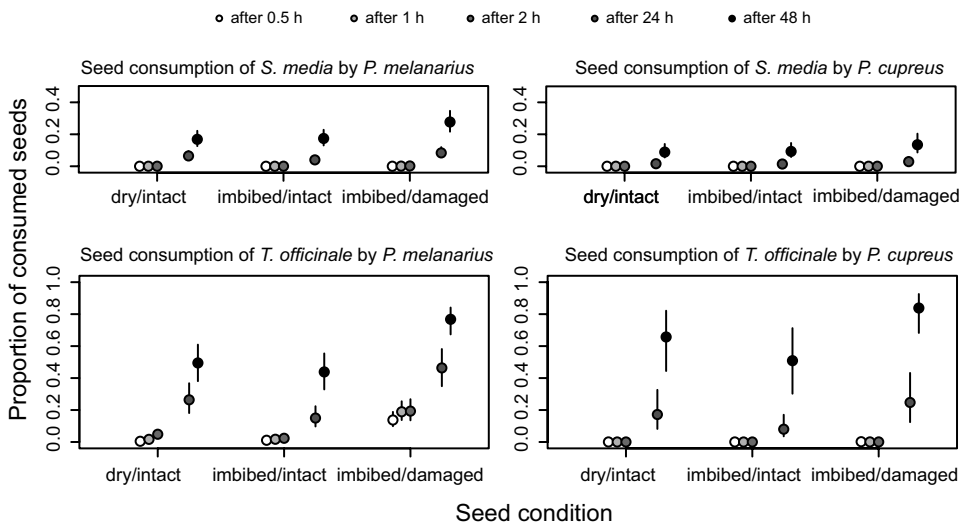 after 0.5 h after 1 h after 2 h after 24 h after 48 h
Seed consumption of S. media by P. melanarius
Seed consumption of S. media by P. cupreus
0.0 0.2 0.4
0.0 0.2 0.4
dry/intact imbibed/intact imbibed/damaged
dry/intact imbibed/intact imbibed/damaged
Proportion of consumed seeds
Seed consumption of T. officinale by P. melanarius
Seed consumption of T. officinale by P. cupreus
0.0 0.2 0.4 0.6 0.8 1.0
0.0 0.2 0.4 0.6 0.8 1.0
dry/intact imbibed/intact imbibed/damaged
dry/intact imbibed/intact imbibed/damaged
Seed condition